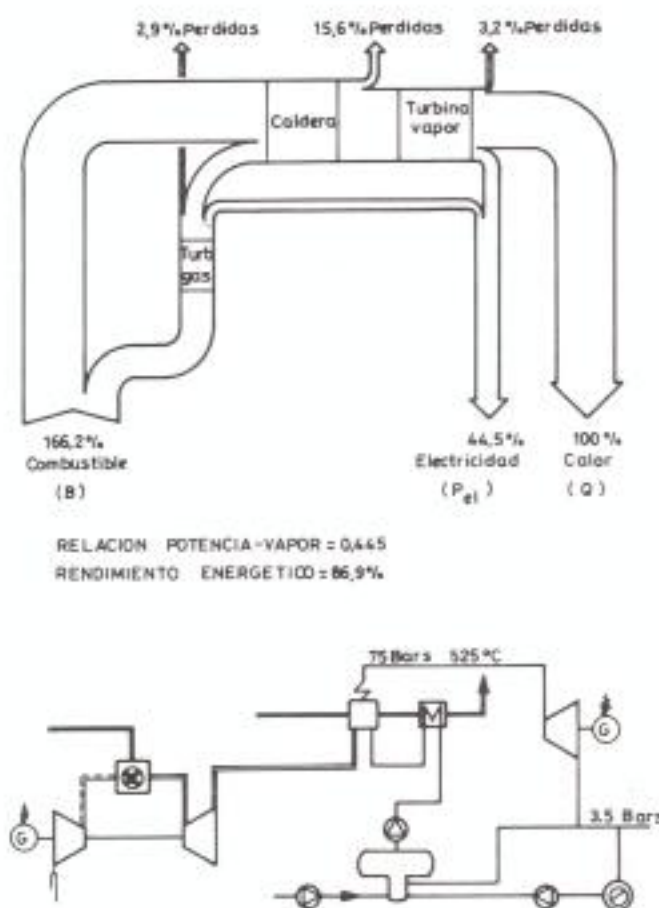 2,9% Perdidas
15,6% Perdidas
3,2% Perdidas
Caldera
Turbina
vapor
Turb
gas
166,2%
Combustible
(B)
44,5%
Electricidad
(Pel)
100%
Calor
(Q)
RELACION POTENCIA-VAPOR = 0,445
RENDIMIENTO ENERGETICO = 86,9%
75 Bars 525 °C
G
G
3.5 Bars